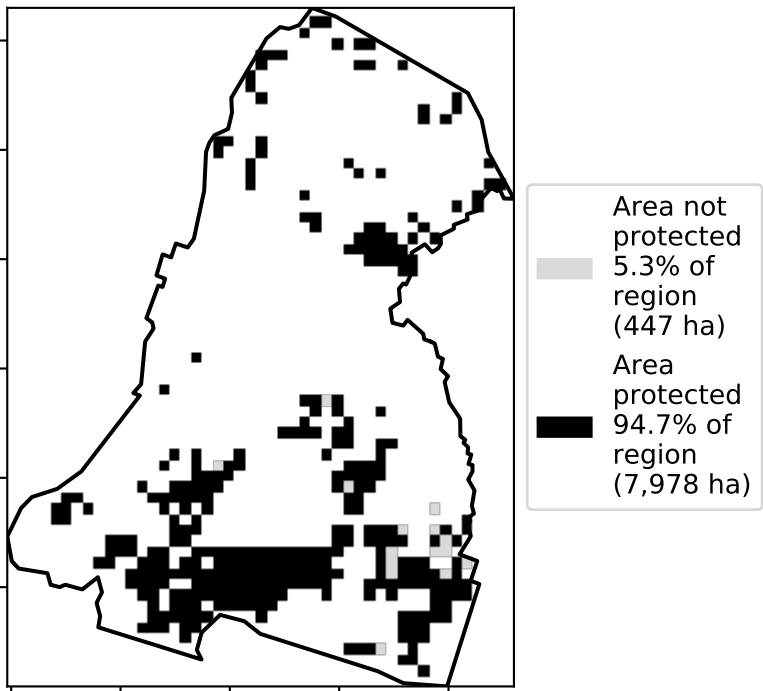 Area not
protected
5.3% of
region
(447 ha)
Area
protected
94.7% of
region
(7,978 ha)